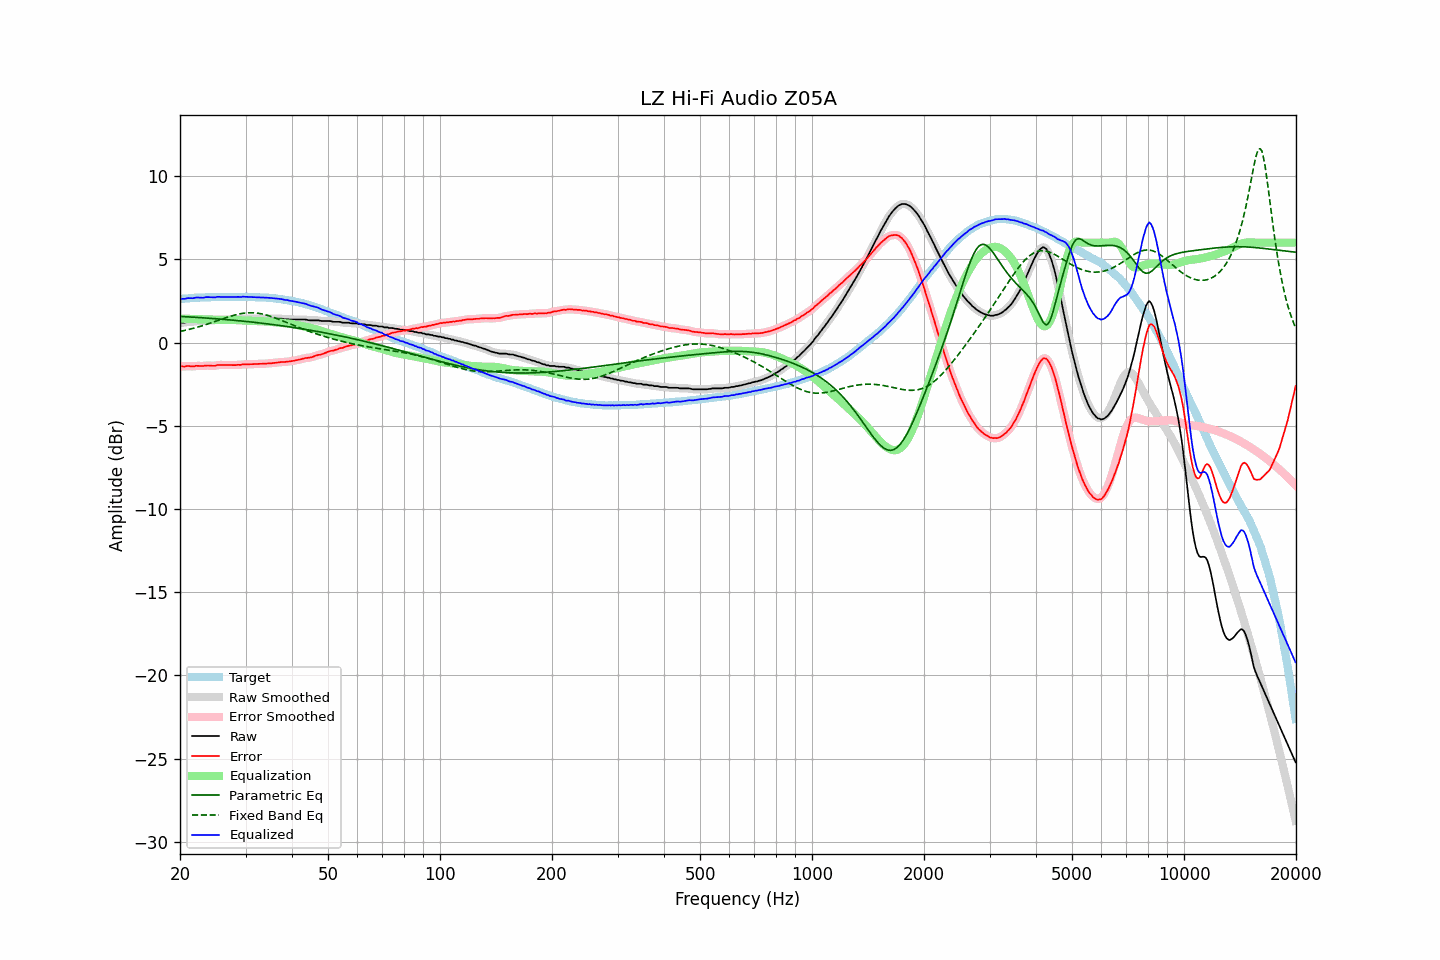 LZ Hi-Fi Audio Z05A
Amplitude (dBr)
10
5
0
−5
−10
−15
−20
−25
−30
Target
Raw Smoothed
Error Smoothed
Raw
Error
Equalization
Parametric Eq
Fixed Band Eq
Equalized
20 50 100 200 500 1000 2000 5000 10000 20000
Frequency (Hz)